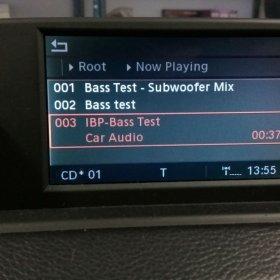 Root Now Playing
001 Bass Test - Subwoofer Mix
002 Bass test
003 IBP-Bass Test
Car Audio 00:37
CD* 01 T 13:55